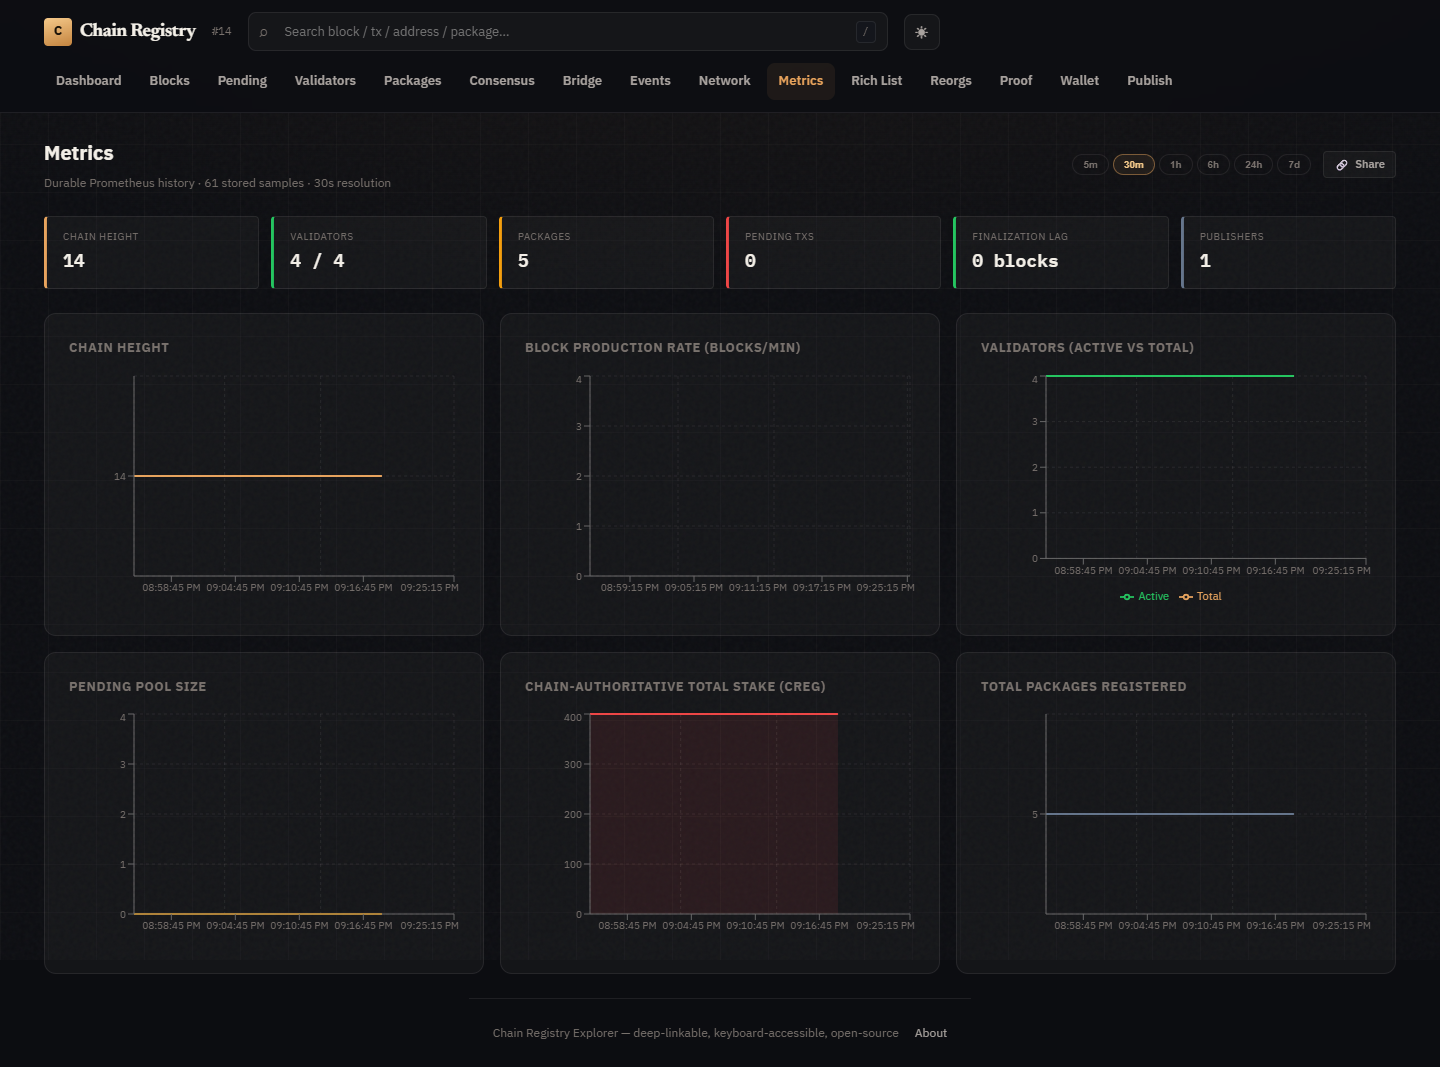 C Chain Registry #14 Search block / tx / address / package... /
Dashboard Blocks Pending Validators Packages Consensus Bridge Events Network Metrics Rich List Reorgs Proof Wallet Publish
Metrics
Durable Prometheus history · 61 stored samples · 30s resolution
5m 30m 1h 6h 24h 7d Share
CHAIN HEIGHT
14
VALIDATORS
4 / 4
PACKAGES
5
PENDING TXS
0
FINALIZATION LAG
0 blocks
PUBLISHERS
1
CHAIN HEIGHT
14
08:58:45 PM 09:04:45 PM 09:10:45 PM 09:16:45 PM 09:25:15 PM
BLOCK PRODUCTION RATE (BLOCKS/MIN)
4
3
2
1
0
08:59:15 PM 09:05:15 PM 09:11:15 PM 09:17:15 PM 09:25:15 PM
VALIDATORS (ACTIVE VS TOTAL)
4
3
2
1
0
08:58:45 PM 09:04:45 PM 09:10:45 PM 09:16:45 PM 09:25:15 PM
Active Total
PENDING POOL SIZE
4
3
2
1
0
08:58:45 PM 09:04:45 PM 09:10:45 PM 09:16:45 PM 09:25:15 PM
CHAIN-AUTHORITATIVE TOTAL STAKE (CREG)
400
300
200
100
0
08:58:45 PM 09:04:45 PM 09:10:45 PM 09:16:45 PM 09:25:15 PM
TOTAL PACKAGES REGISTERED
5
08:58:45 PM 09:04:45 PM 09:10:45 PM 09:16:45 PM 09:25:15 PM
Chain Registry Explorer — deep-linkable, keyboard-accessible, open-source About